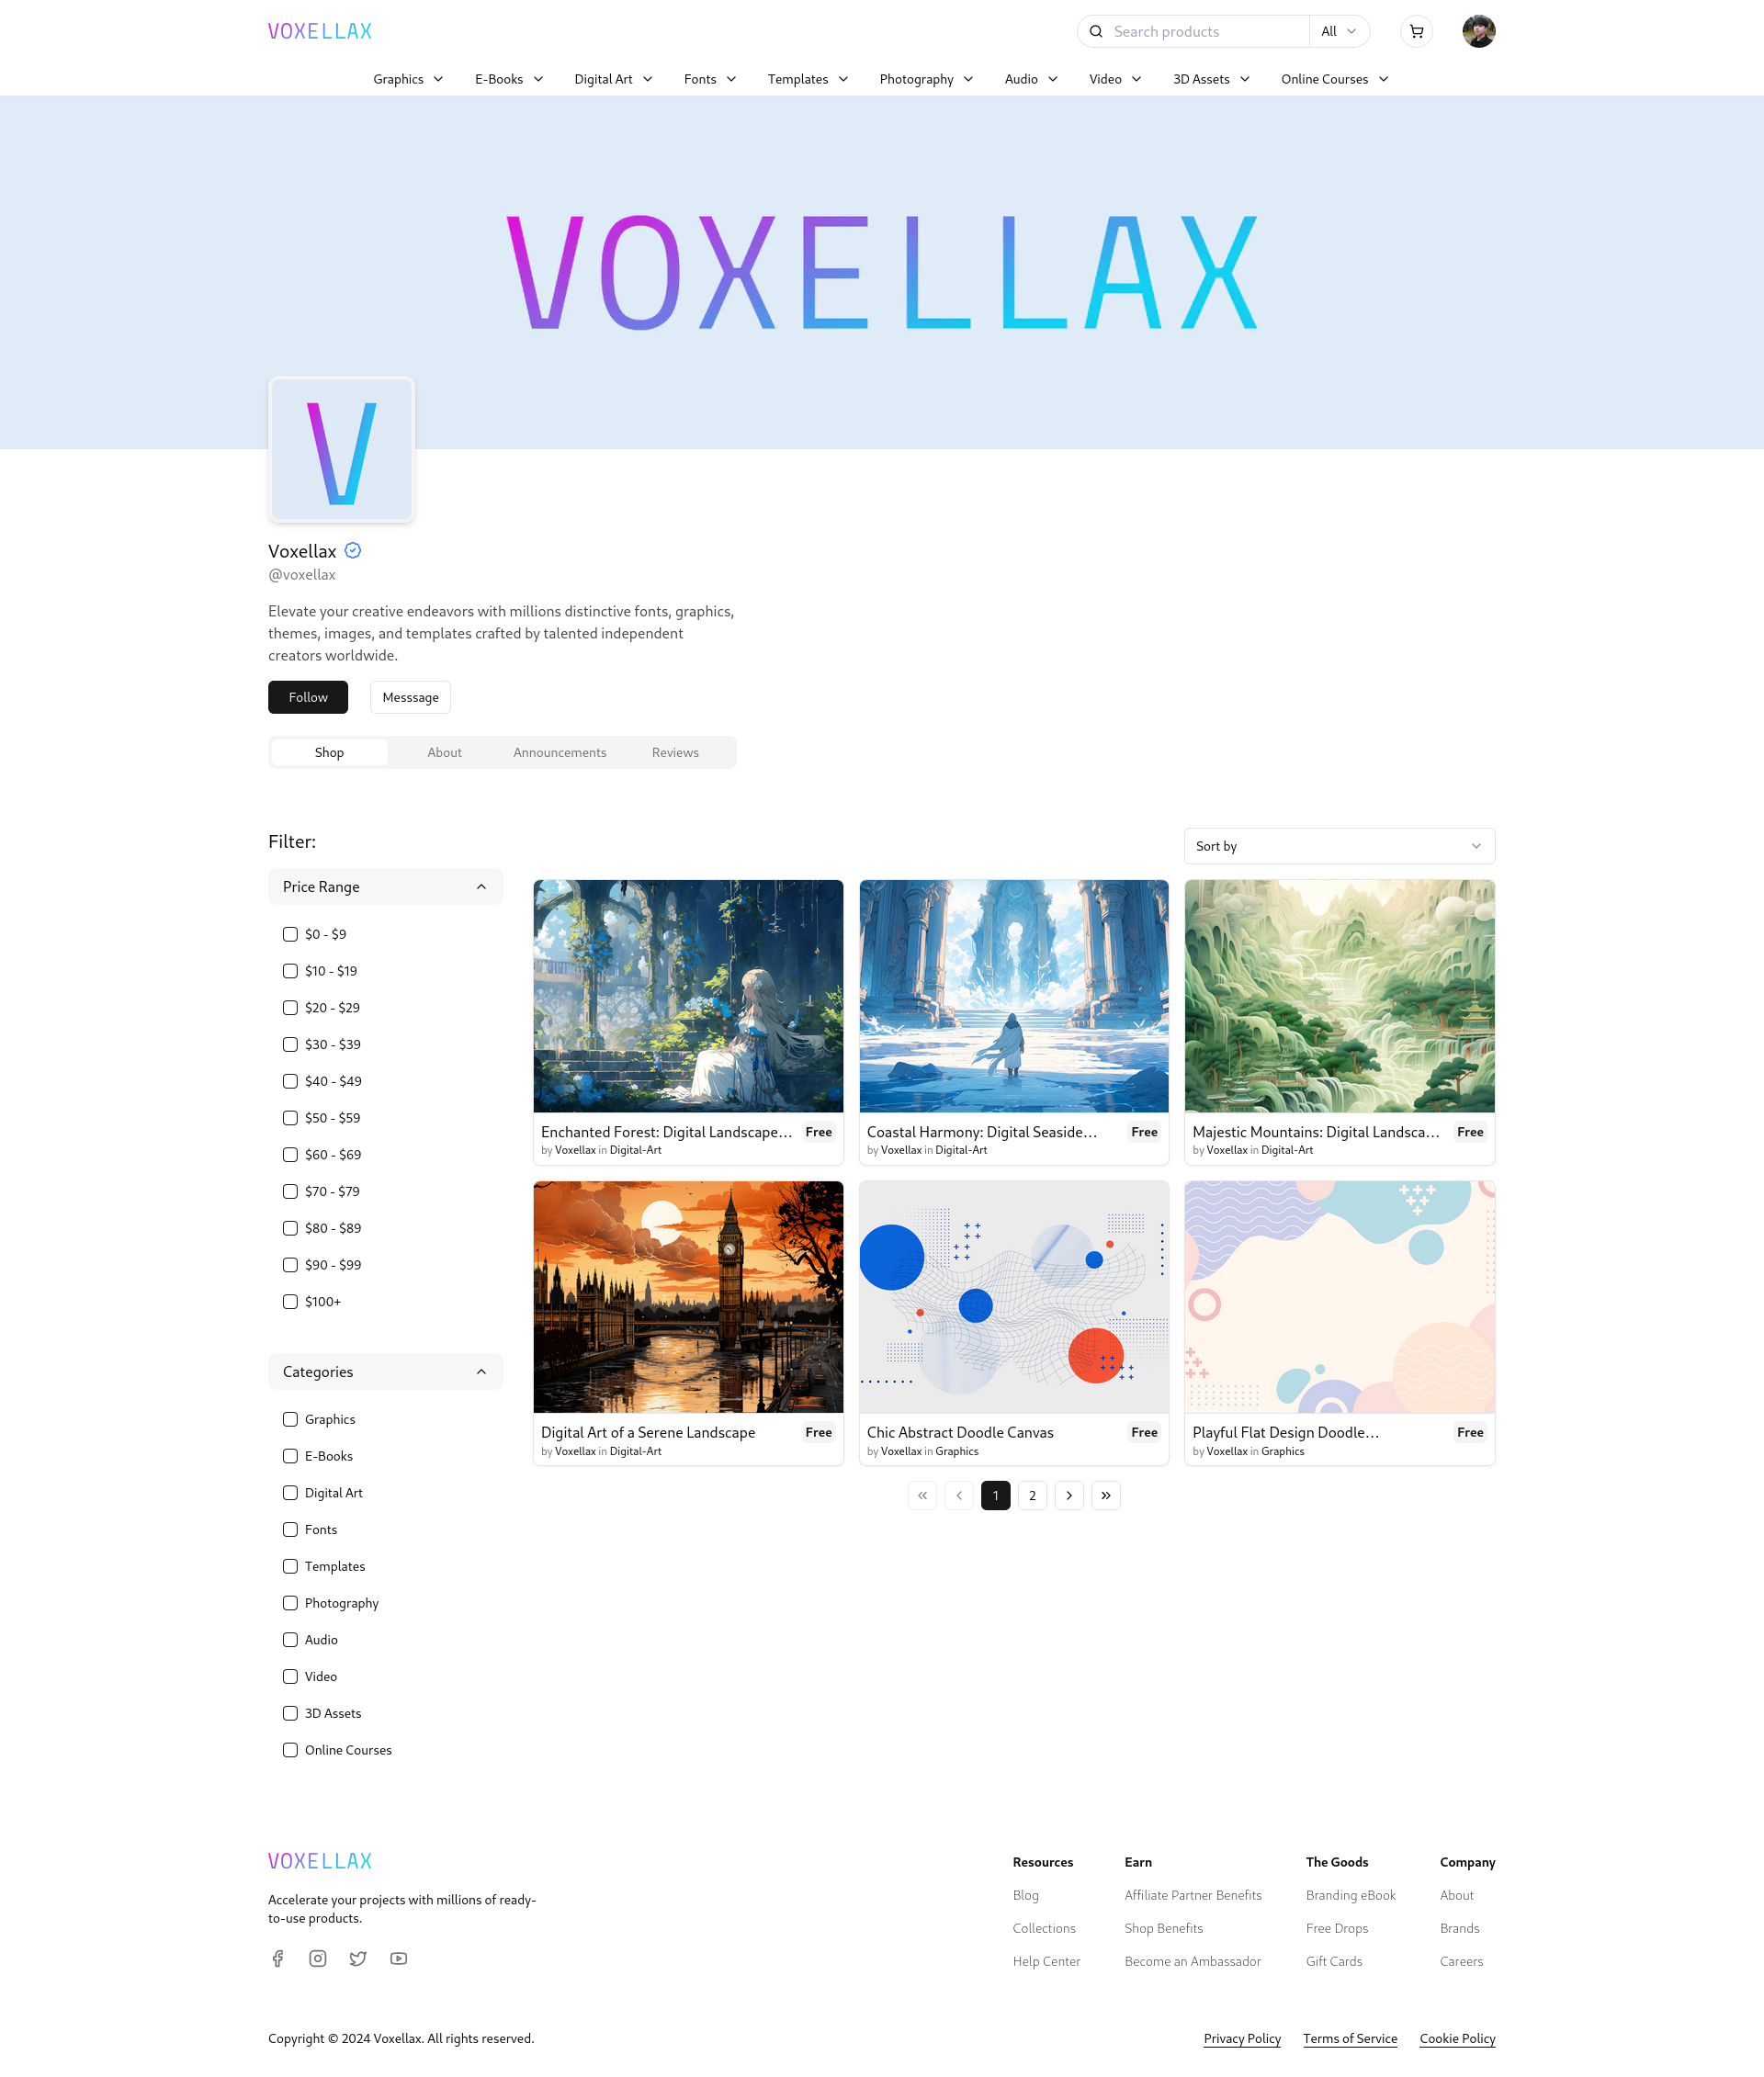 VOXELLAX
Search products
All
Graphics
E-Books
Digital Art
Fonts
Templates
Photography
Audio
Video
3D Assets
Online Courses
VOXELLAX
V
Voxellax
@voxellax
Elevate your creative endeavors with millions distinctive fonts, graphics,
themes, images, and templates crafted by talented independent
creators worldwide.
Follow
Messsage
Shop
About
Announcements
Reviews
Filter:
Sort by
Price Range
$0 - $9
$10 - $19
$20 - $29
$30 - $39
$40 - $49
$50 - $59
$60 - $69
$70 - $79
$80 - $89
$90 - $99
$100+
Categories
Graphics
E-Books
Digital Art
Fonts
Templates
Photography
Audio
Video
3D Assets
Online Courses
Enchanted Forest: Digital Landscape...
Free
by Voxellax in Digital-Art
Coastal Harmony: Digital Seaside...
Free
by Voxellax in Digital-Art
Majestic Mountains: Digital Landsca...
Free
by Voxellax in Digital-Art
Digital Art of a Serene Landscape
Free
by Voxellax in Digital-Art
Chic Abstract Doodle Canvas
Free
by Voxellax in Graphics
Playful Flat Design Doodle...
Free
by Voxellax in Graphics
1
2
VOXELLAX
Accelerate your projects with millions of ready-
to-use products.
Resources
Blog
Collections
Help Center
Earn
Affiliate Partner Benefits
Shop Benefits
Become an Ambassador
The Goods
Branding eBook
Free Drops
Gift Cards
Company
About
Brands
Careers
Copyright © 2024 Voxellax. All rights reserved.
Privacy Policy
Terms of Service
Cookie Policy